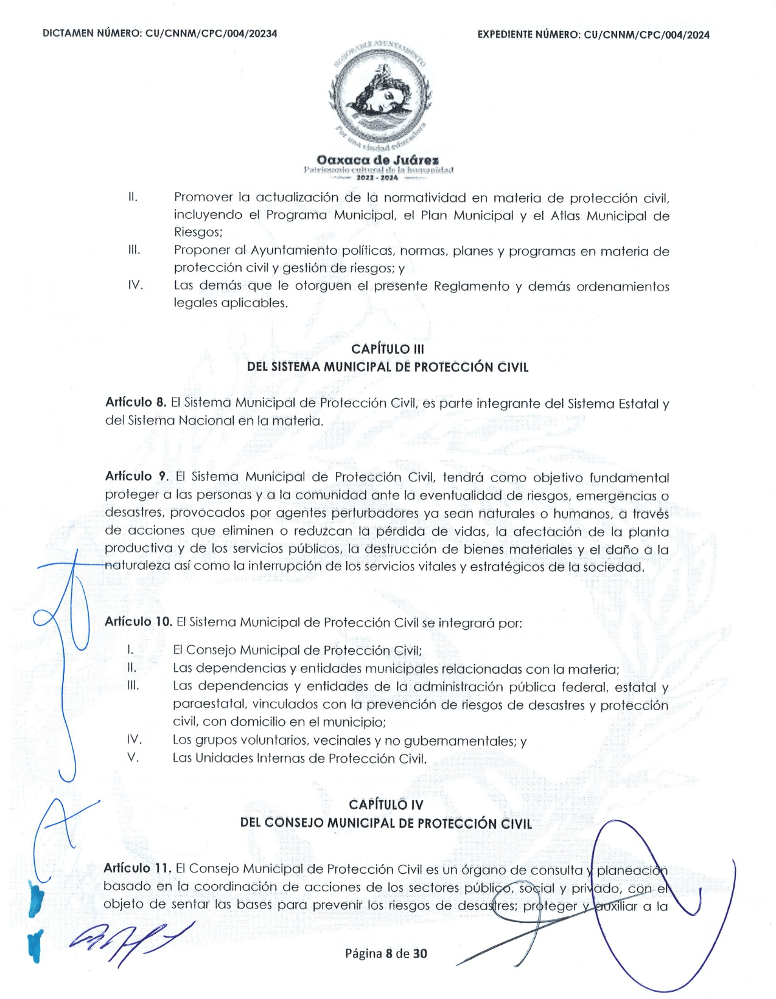 DICTAMEN NÚMERO: CU/CNNM/CPC/004/20234
EXPEDIENTE NÚMERO: CU/CNNM/CPC/004/2024
HONORABLE AYUNTAMIENTO
Por una ciudad educadora
Oaxaca de Juárez
Patrimonio cultural de la humanidad
2022 - 2024
II. Promover la actualización de la normatividad en materia de protección civil,
incluyendo el Programa Municipal, el Plan Municipal y el Atlas Municipal de
Riesgos;
III. Proponer al Ayuntamiento políticas, normas, planes y programas en materia de
protección civil y gestión de riesgos; y
IV. Las demás que le otorguen el presente Reglamento y demás ordenamientos
legales aplicables.
CAPÍTULO III
DEL SISTEMA MUNICIPAL DE PROTECCIÓN CIVIL
Artículo 8. El Sistema Municipal de Protección Civil, es parte integrante del Sistema Estatal y
del Sistema Nacional en la materia.
Artículo 9. El Sistema Municipal de Protección Civil, tendrá como objetivo fundamental
proteger a las personas y a la comunidad ante la eventualidad de riesgos, emergencias o
desastres, provocados por agentes perturbadores ya sean naturales o humanos, a través
de acciones que eliminen o reduzcan la pérdida de vidas, la afectación de la planta
productiva y de los servicios públicos, la destrucción de bienes materiales y el daño a la
naturaleza así como la interrupción de los servicios vitales y estratégicos de la sociedad.
Artículo 10. El Sistema Municipal de Protección Civil se integrará por:
I. El Consejo Municipal de Protección Civil;
II. Las dependencias y entidades municipales relacionadas con la materia;
III. Las dependencias y entidades de la administración pública federal, estatal y
paraestatal, vinculados con la prevención de riesgos de desastres y protección
civil, con domicilio en el municipio;
IV. Los grupos voluntarios, vecinales y no gubernamentales; y
V. Las Unidades Internas de Protección Civil.
CAPÍTULO IV
DEL CONSEJO MUNICIPAL DE PROTECCIÓN CIVIL
Artículo 11. El Consejo Municipal de Protección Civil es un órgano de consulta y planeación
basado en la coordinación de acciones de los sectores público, social y privado, con el
objeto de sentar las bases para prevenir los riesgos de desastres; proteger y auxiliar a la
Página 8 de 30